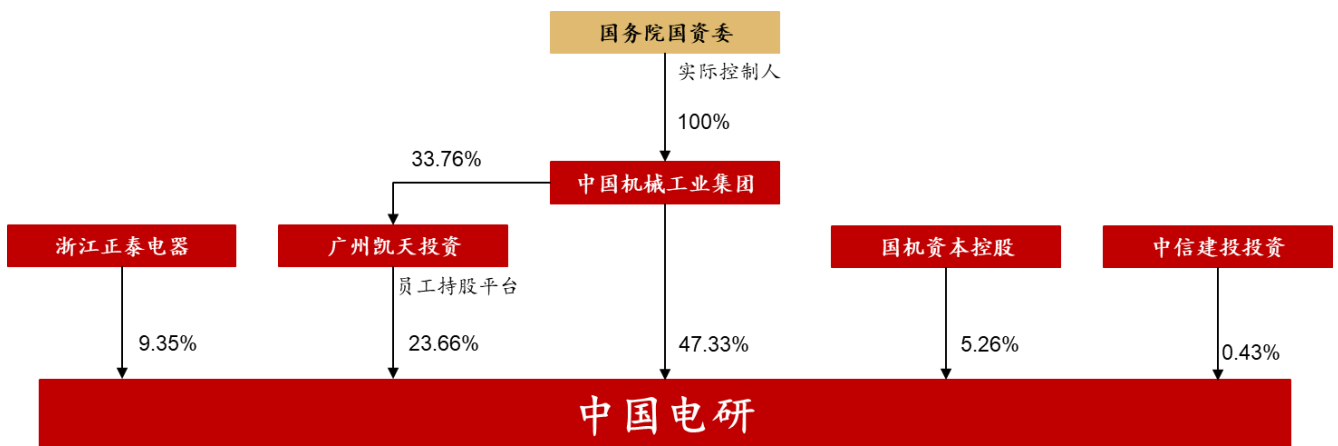 国务院国资委
实际控制人
100%
33.76%
中国机械工业集团
浙江正泰电器
广州凯天投资
国机资本控股
中信建投投资
员工持股平台
9.35%
23.66%
47.33%
5.26%
0.43%
中国电研